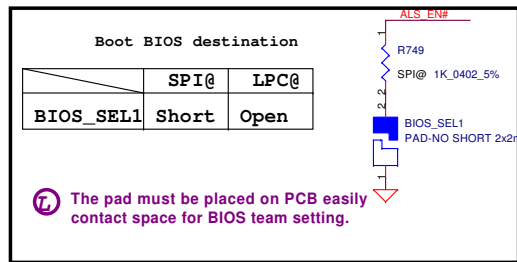 ALS_EN#
Boot BIOS destination
1
R749
SPI@ 1K_0402_5%
2
SPI@ LPC@
BIOS_SEL1 Short Open
2
BIOS_SEL1
PAD-NO SHORT 2x2m
1
L
The pad must be placed on PCB easily
contact space for BIOS team setting.